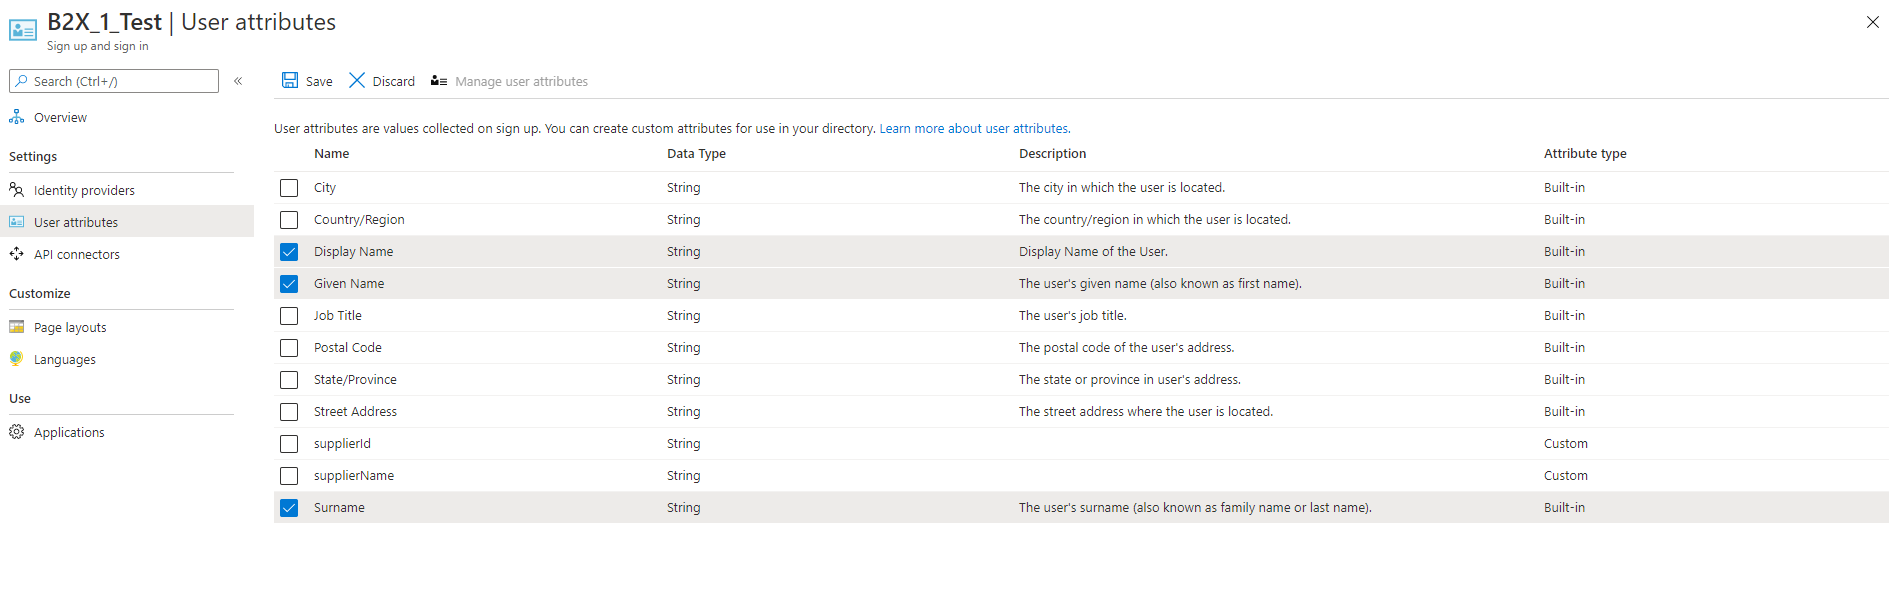 B2X_1_Test | User attributes
Sign up and sign in
Search (Ctrl+/)
«
Overview
Settings
Identity providers
User attributes
API connectors
Customize
Page layouts
Languages
Use
Applications
Save Discard Manage user attributes
User attributes are values collected on sign up. You can create custom attributes for use in your directory. Learn more about user attributes.
Name Data Type Description Attribute type
City String The city in which the user is located. Built-in
Country/Region String The country/region in which the user is located. Built-in
Display Name String Display Name of the User. Built-in
Given Name String The user's given name (also known as first name). Built-in
Job Title String The user's job title. Built-in
Postal Code String The postal code of the user's address. Built-in
State/Province String The state or province in user's address. Built-in
Street Address String The street address where the user is located. Built-in
supplierId String Custom
supplierName String Custom
Surname String The user's surname (also known as family name or last name). Built-in